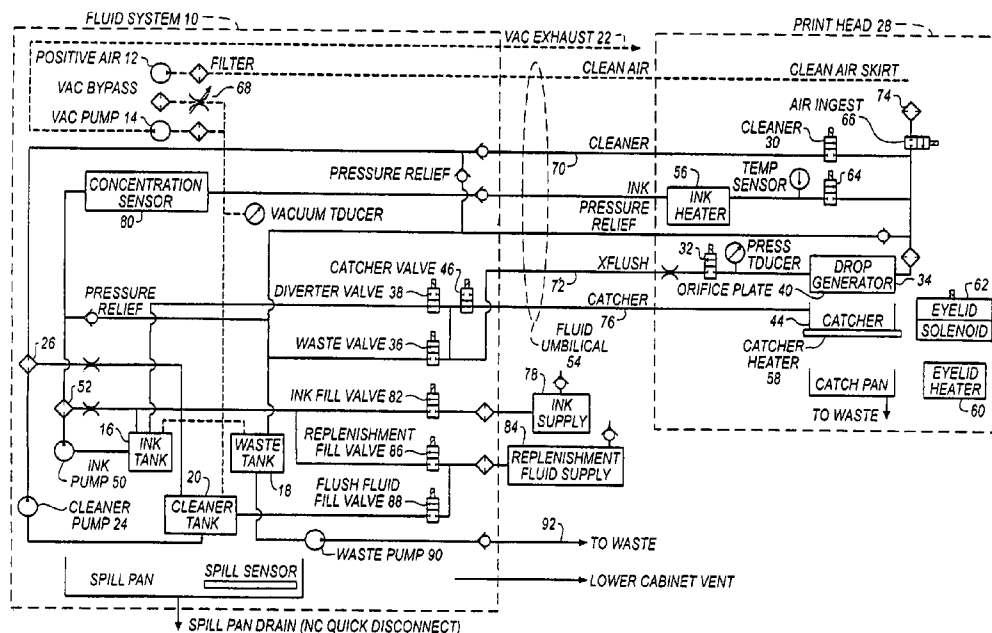 FLUID SYSTEM 10
VAC EXHAUST 22
PRINT HEAD 28
POSITIVE AIR 12
FILTER
CLEAN AIR
CLEAN AIR SKIRT
VAC BYPASS
68
74
VAC PUMP 14
AIR INGEST
66
CLEANER
30
CLEANER
70
PRESSURE RELIEF
TEMP
SENSOR
64
CONCENTRATION
SENSOR
80
INK
56
INK
HEATER
PRESSURE
RELIEF
VACUUM TDUCER
32
PRESS
TDUCER
CATCHER
VALVE 46
XFLUSH
72
DROP
GENERATOR
34
DIVERTER
VALVE 38
ORIFICE PLATE 40
62
PRESSURE
RELIEF
CATCHER
76
44
CATCHER
EYELID
SOLENOID
26
WASTE
VALVE 36
FLUID
UMBILICAL
54
CATCHER
HEATER
58
EYELID
HEATER
60
52
INK FILL VALVE 82
78
INK
SUPPLY
CATCH PAN
TO WASTE
16
INK
TANK
WASTE
TANK
18
REPLENISHMENT
FILL VALVE
86
84
REPLENISHMENT
FLUID SUPPLY
INK
PUMP 50
20
FLUSH FLUID
FILL VALVE
88
CLEANER
PUMP 24
CLEANER
TANK
92
TO WASTE
WASTE PUMP 90
SPILL PAN
SPILL SENSOR
LOWER CABINET VENT
SPILL PAN DRAIN (NC QUICK DISCONNECT)